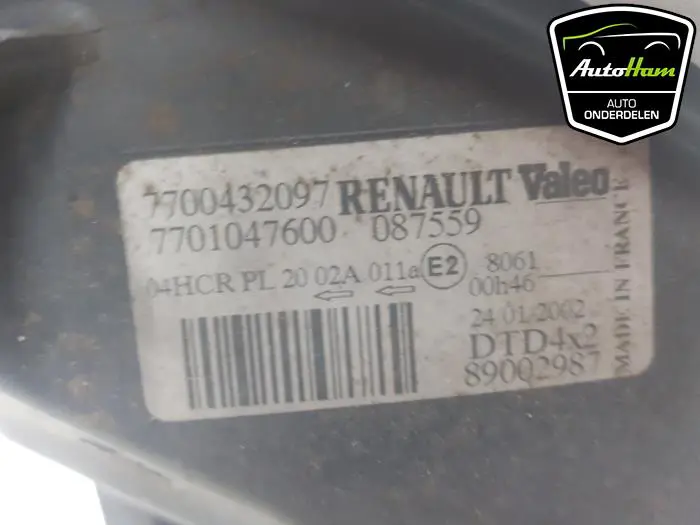 AutoHam
AUTO
ONDERDELEN
7700432097 RENAULT Valeo
7701047600 087559
04HCR PL 20 02A 011a E2 8061
00h46
24 01/2002
DTD4x2
89002987
MADE IN FRANCE